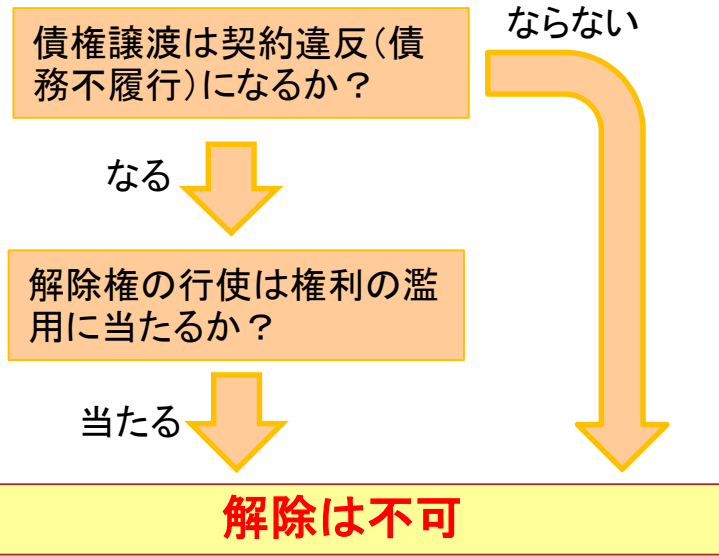 債権譲渡は契約違反(債
務不履行)になるか？
ならない
なる
解除権の行使は権利の濫
用に当たるか？
当たる
解除は不可